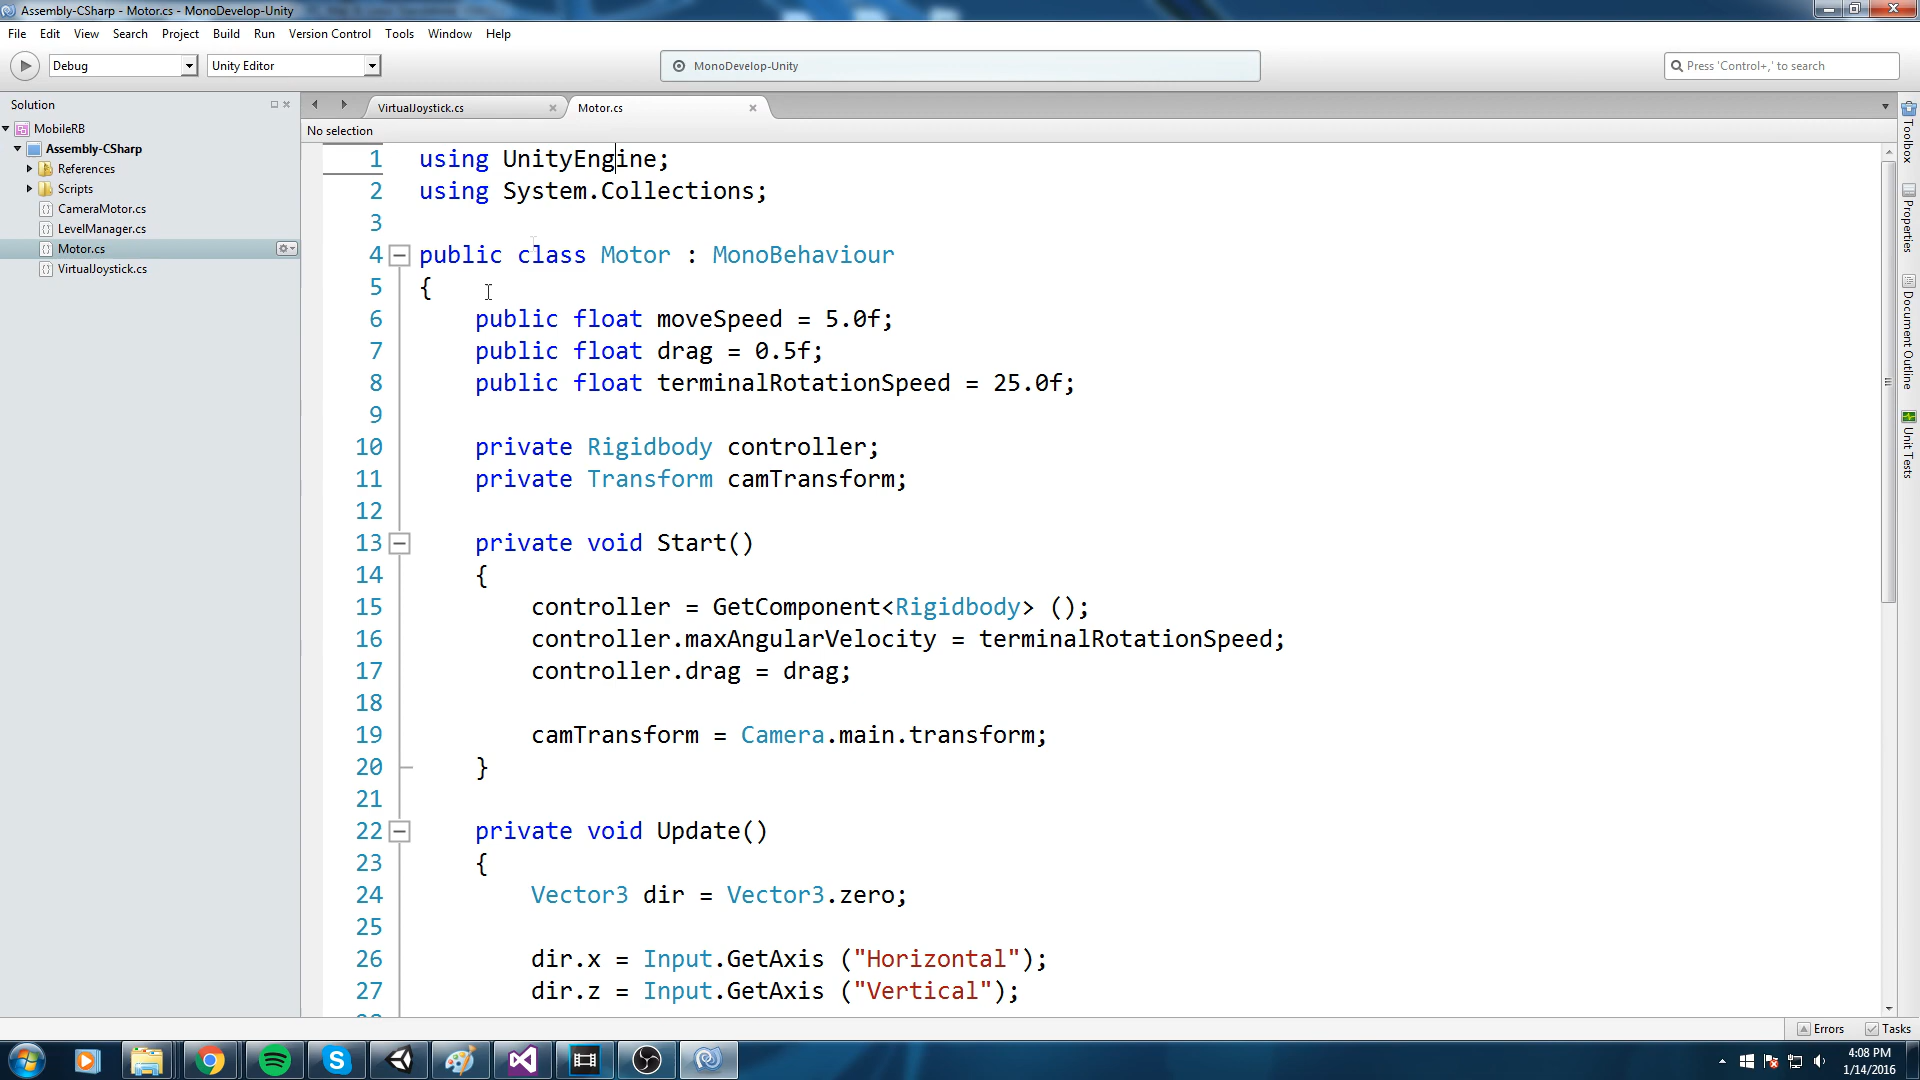 Assembly-CSharp - Motor.cs - MonoDevelop-Unity
File Edit View Search Project Build Run Version Control Tools Window Help
Debug Unity Editor MonoDevelop-Unity Press 'Control+,' to search
Solution
MobileRB
Assembly-CSharp
References
Scripts
CameraMotor.cs
LevelManager.cs
Motor.cs
VirtualJoystick.cs
VirtualJoystick.cs Motor.cs
No selection
1 using UnityEngine;
2 using System.Collections;
3
4 public class Motor : MonoBehaviour
5 {
6 public float moveSpeed = 5.0f;
7 public float drag = 0.5f;
8 public float terminalRotationSpeed = 25.0f;
9
10 private Rigidbody controller;
11 private Transform camTransform;
12
13 private void Start()
14 {
15 controller = GetComponent<Rigidbody> ();
16 controller.maxAngularVelocity = terminalRotationSpeed;
17 controller.drag = drag;
18
19 camTransform = Camera.main.transform;
20 }
21
22 private void Update()
23 {
24 Vector3 dir = Vector3.zero;
25
26 dir.x = Input.GetAxis ("Horizontal");
27 dir.z = Input.GetAxis ("Vertical");
Toolbox
Properties
Document Outline
Unit Tests
Errors Tasks
4:08 PM
1/14/2016